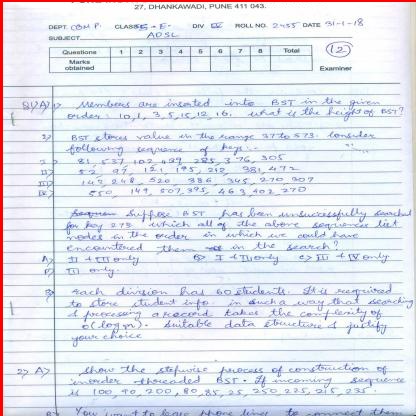 27, DHANKAWADI, PUNE 411 043.
DEPT. COMP. CLASS E - E. DIV IV ROLL NO. 2455 DATE 31-1-18
SUBJECT ADSL
Questions 1 2 3 4 5 6 7 8 Total
Marks obtained
12
Examiner
Q1)A) 1) Members are inserted into BST in the given
order: 10, 1, 3, 5, 15, 12, 16. what is the height of BST?
2) BST stores value in the range 37 to 573. Consider
following sequence of keys:-
I) 81, 537, 102, 439, 285, 376, 305
II) 52, 97, 121, 195, 242, 381, 472
III) 142, 248, 520, 386, 345, 270, 307
IV) 550, 149, 507, 395, 463, 402, 270
Suppose BST has been unsuccessfully searched
for key 273. which all of the above sequences list
nodes in the order in which we could have
encountered them in the search?
A) II + III only B) I + III only C) III + IV only
D) III only.
B) Each division has 60 students. It is required
to store student info. in such a way that searching
& processing a record takes the complexity of
O(log n). Suitable data structure & justify
your choice
2) A) show the stepwise process of construction of
inorder threaded BST. If incoming sequence
is 100, 90, 200, 80, 85, 25, 250, 225, 215, 235.
You want to lease phone lines to connect them